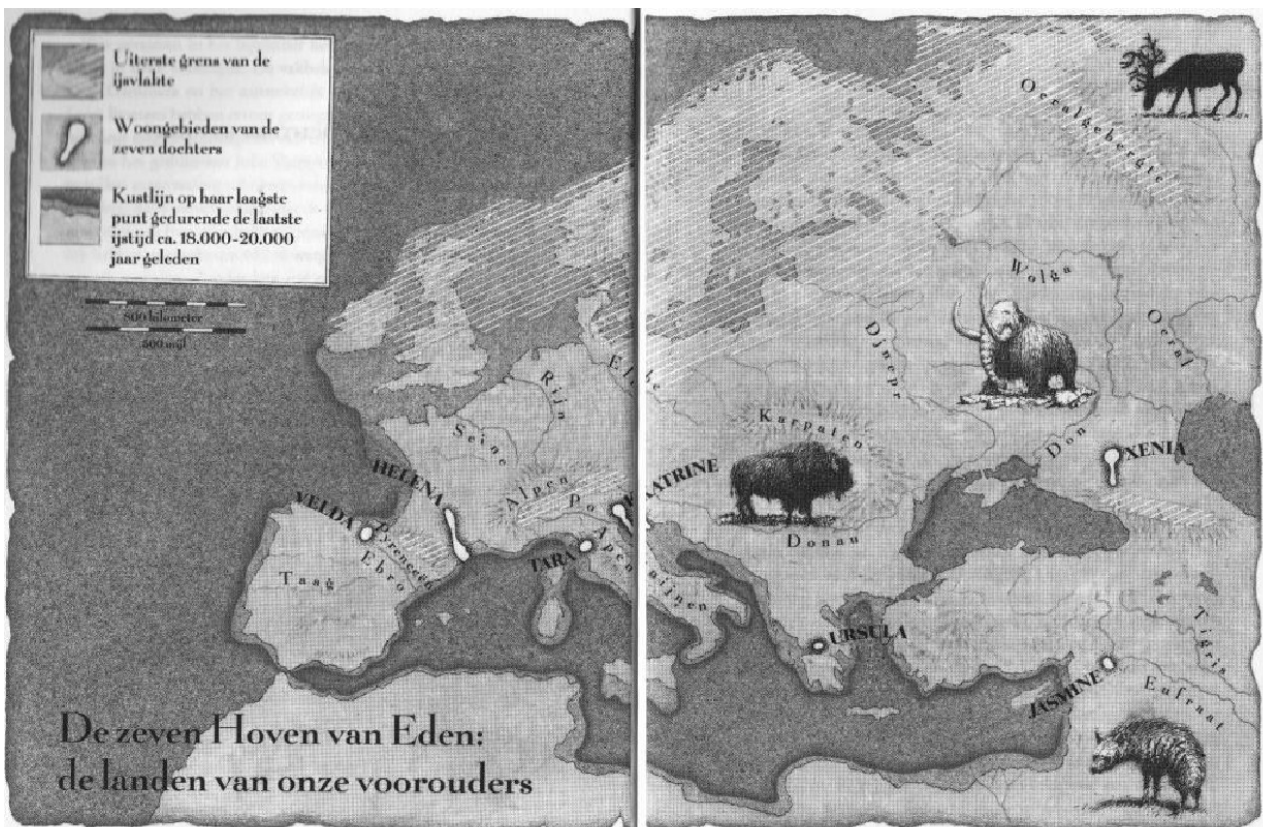 Uiterste grens van de
ijsvlakte
Woongebieden van de
zeven dochters
Kustlijn op haar laagste
punt gedurende de laatste
ijstijd ca. 18.000-20.000
jaar geleden
800 kilometer
500 mijl
Oeralgebergte
Wolga
Oeral
Djnepr
Rijn
Karpaten
Don
XENIA
Seine
HELENA
Alpen
Po
VELDA
Pyreneeën
Ebro
Donau
TARA
Taag
URSULA
Tigris
JASMINE
Eufraat
De zeven Hoven van Eden:
de landen van onze voorouders